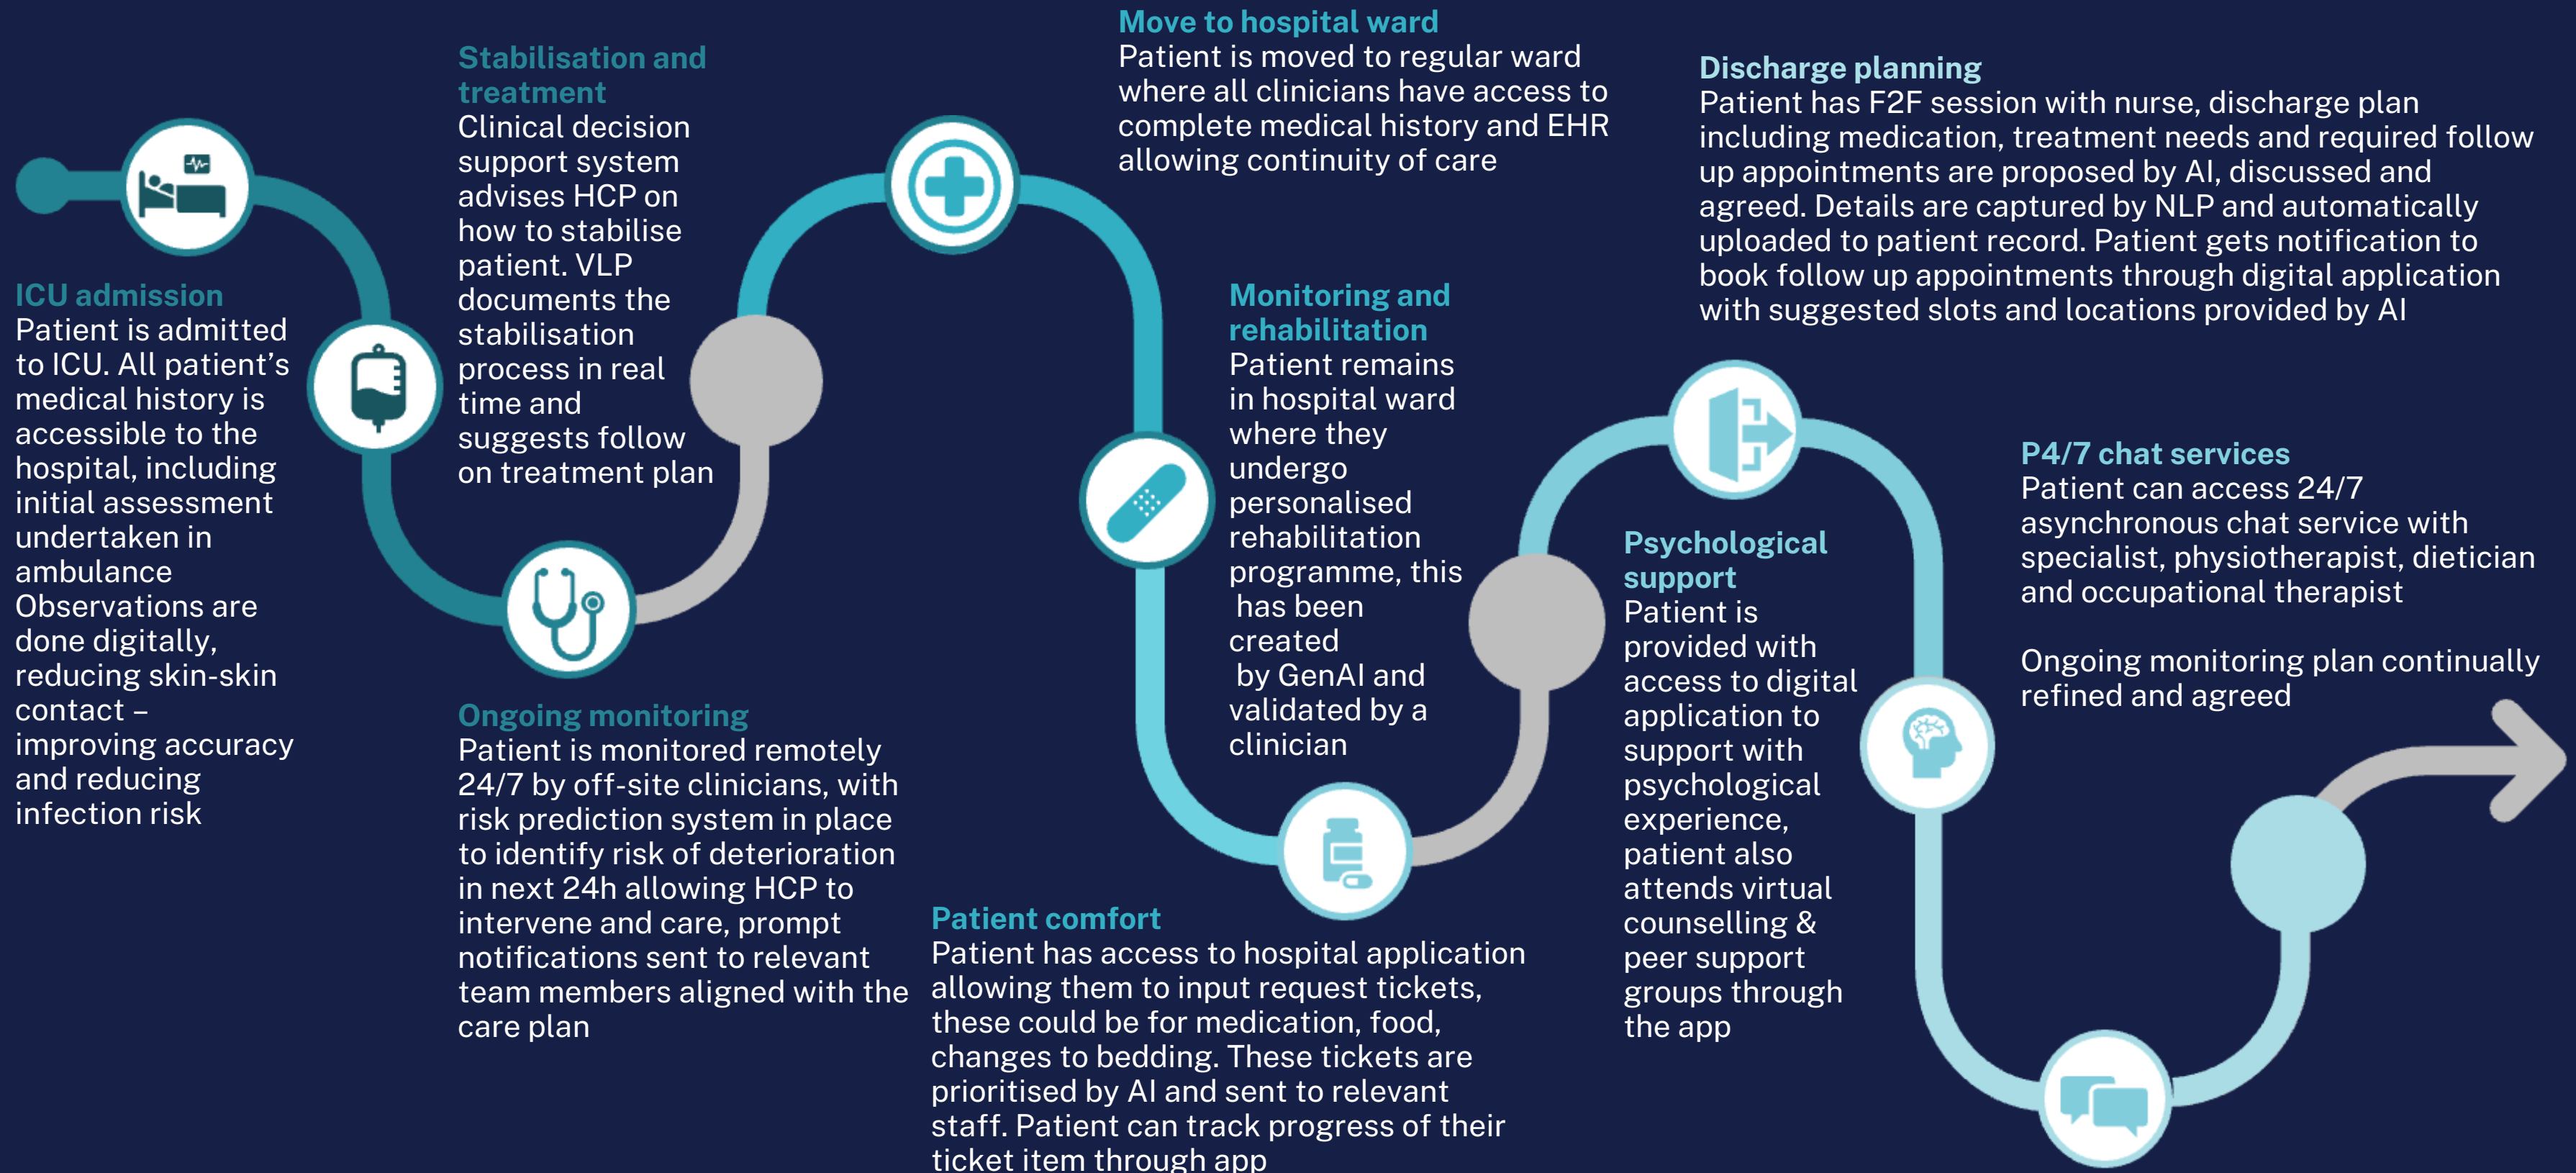 ICU admission
Patient is admitted
to ICU. All patient’s
medical history is
accessible to the
hospital, including
initial assessment
undertaken in
ambulance
Observations are
done digitally,
reducing skin-skin
contact –
improving accuracy
and reducing
infection risk
Stabilisation and
treatment
Clinical decision
support system
advises HCP on
how to stabilise
patient. VLP
documents the
stabilisation
process in real
time and
suggests follow
on treatment plan
Ongoing monitoring
Patient is monitored remotely
24/7 by off-site clinicians, with
risk prediction system in place
to identify risk of deterioration
in next 24h allowing HCP to
intervene and care, prompt
notifications sent to relevant
team members aligned with the
care plan
Move to hospital ward
Patient is moved to regular ward
where all clinicians have access to
complete medical history and EHR
allowing continuity of care
Monitoring and
rehabilitation
Patient remains
in hospital ward
where they
undergo
personalised
rehabilitation
programme, this
has been
created
by GenAI and
validated by a
clinician
Patient comfort
Patient has access to hospital application
allowing them to input request tickets,
these could be for medication, food,
changes to bedding. These tickets are
prioritised by AI and sent to relevant
staff. Patient can track progress of their
ticket item through app
Discharge planning
Patient has F2F session with nurse, discharge plan
including medication, treatment needs and required follow
up appointments are proposed by AI, discussed and
agreed. Details are captured by NLP and automatically
uploaded to patient record. Patient gets notification to
book follow up appointments through digital application
with suggested slots and locations provided by AI
Psychological
support
Patient is
provided with
access to digital
application to
support with
psychological
experience,
patient also
attends virtual
counselling &
peer support
groups through
the app
P4/7 chat services
Patient can access 24/7
asynchronous chat service with
specialist, physiotherapist, dietician
and occupational therapist
Ongoing monitoring plan continually
refined and agreed